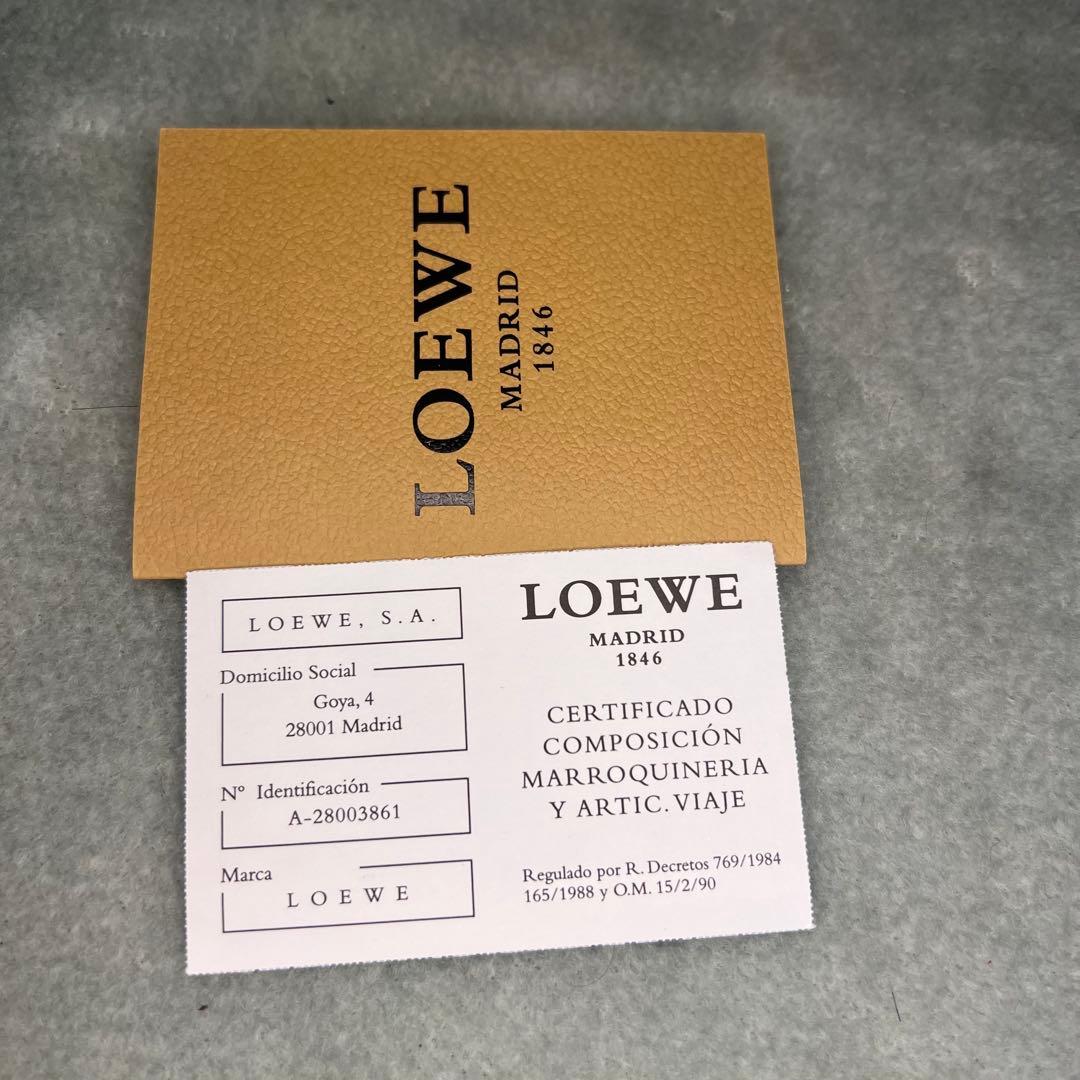 LOEWE
MADRID
1846
LOEWE, S.A.
Domicilio Social
Goya, 4
28001 Madrid
Nº Identificación
A-28003861
Marca
LOEWE
LOEWE
MADRID
1846
CERTIFICADO
COMPOSICIÓN
MARROQUINERIA
Y ARTIC. VIAJE
Regulado por R. Decretos 769/1984
165/1988 y O.M. 15/2/90